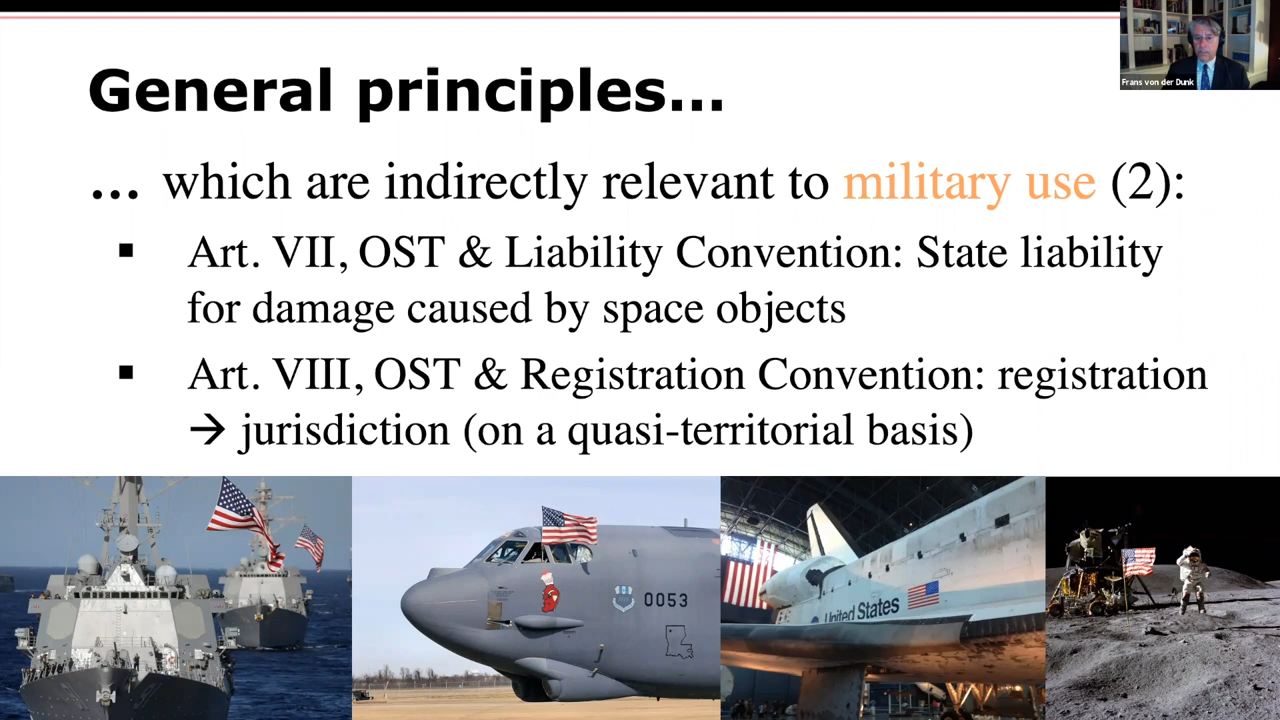 General principles...
Frans von der Dunk
... which are indirectly relevant to military use (2):
▪ Art. VII, OST & Liability Convention: State liability
for damage caused by space objects
▪ Art. VIII, OST & Registration Convention: registration
→ jurisdiction (on a quasi-territorial basis)
0053
United States